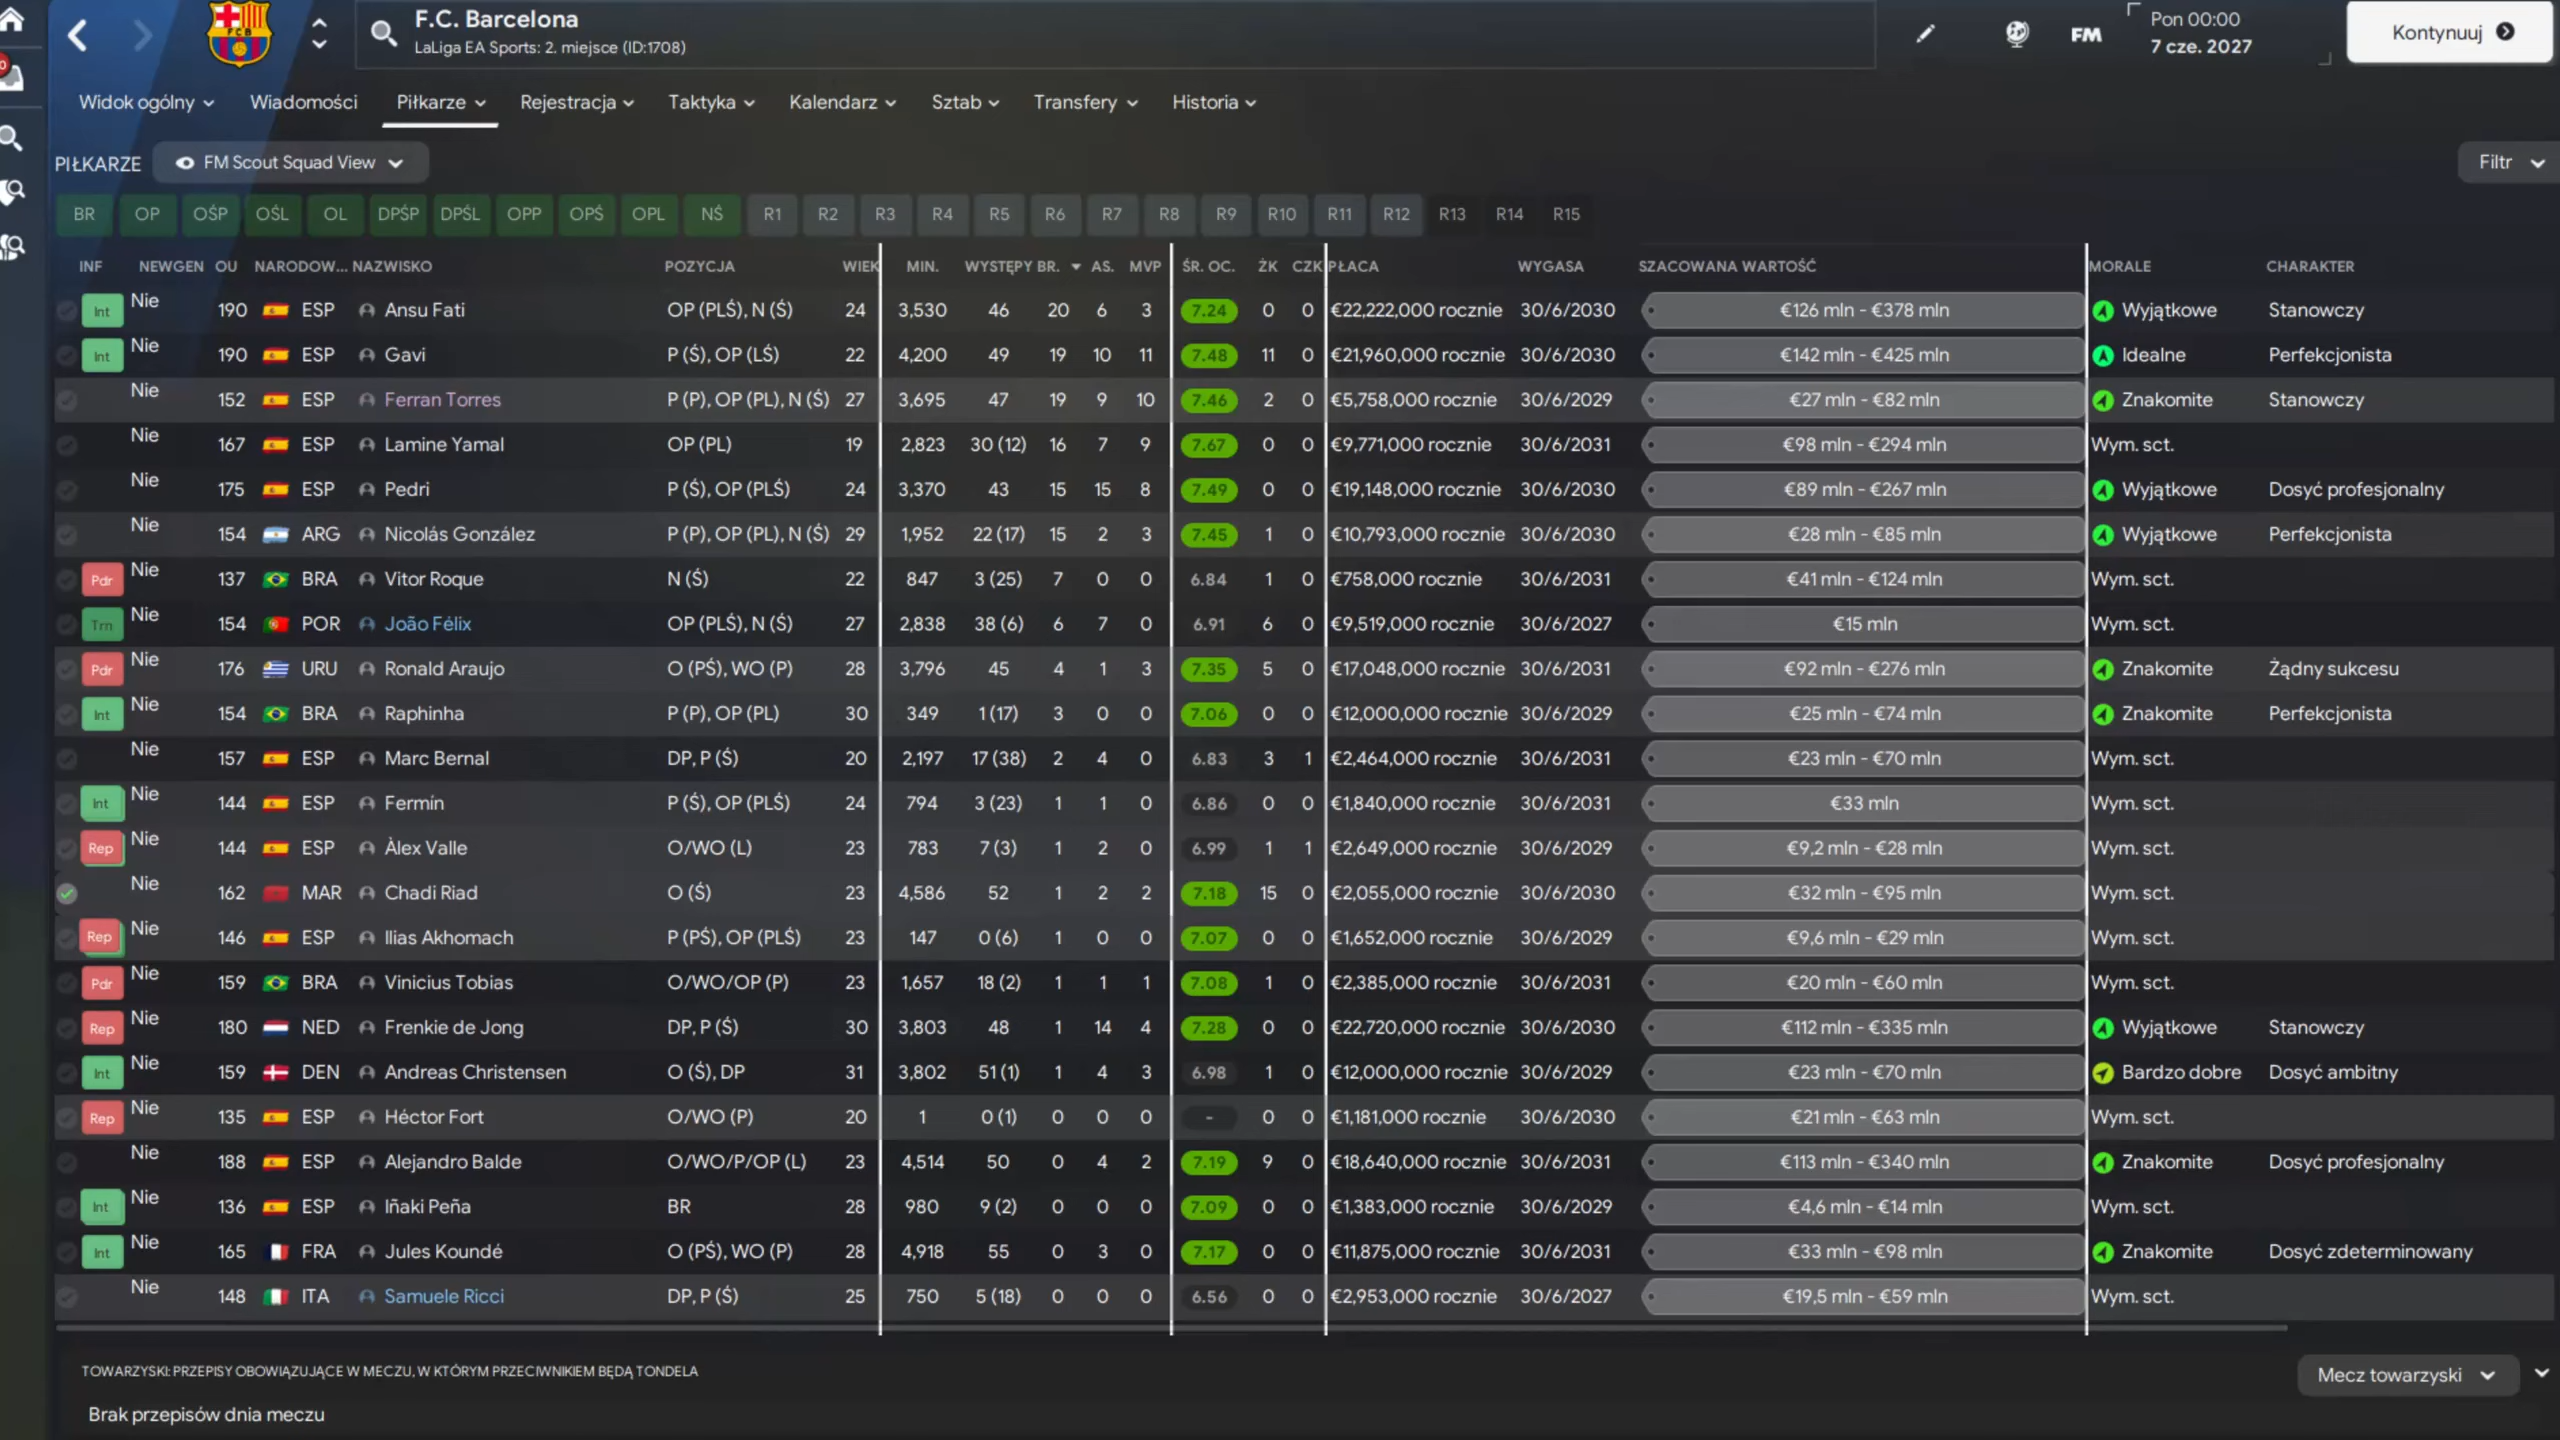 F.C. Barcelona
LaLiga EA Sports: 2. miejsce (ID:1708)
FM
Pon 00:00
7 cze. 2027
Kontynuuj
Widok ogólny Wiadomości Piłkarze Rejestracja Taktyka Kalendarz Sztab Transfery Historia
PIŁKARZE FM Scout Squad View Filtr
BR OP OŚP OŚL OL DPŚP DPŚL OPP OPŚ OPL NŚ R1 R2 R3 R4 R5 R6 R7 R8 R9 R10 R11 R12 R13 R14 R15
INF NEWGEN OU NARODOW... NAZWISKO POZYCJA WIEK MIN. WYSTĘPY BR. AS. MVP ŚR. OC. ŻK CZK PŁACA WYGASA SZACOWANA WARTOŚĆ MORALE CHARAKTER
Int Nie 190 ESP Ansu Fati OP (PLŚ), N (Ś) 24 3,530 46 20 6 3 7.24 0 0 €22,222,000 rocznie 30/6/2030 €126 mln - €378 mln Wyjątkowe Stanowczy
Int Nie 190 ESP Gavi P (Ś), OP (LŚ) 22 4,200 49 19 10 11 7.48 11 0 €21,960,000 rocznie 30/6/2030 €142 mln - €425 mln Idealne Perfekcjonista
Nie 152 ESP Ferran Torres P (P), OP (PL), N (Ś) 27 3,695 47 19 9 10 7.46 2 0 €5,758,000 rocznie 30/6/2029 €27 mln - €82 mln Znakomite Stanowczy
Nie 167 ESP Lamine Yamal OP (PL) 19 2,823 30 (12) 16 7 9 7.67 0 0 €9,771,000 rocznie 30/6/2031 €98 mln - €294 mln Wym. sct.
Nie 175 ESP Pedri P (Ś), OP (PLŚ) 24 3,370 43 15 15 8 7.49 0 0 €19,148,000 rocznie 30/6/2030 €89 mln - €267 mln Wyjątkowe Dosyć profesjonalny
Nie 154 ARG Nicolás González P (P), OP (PL), N (Ś) 29 1,952 22 (17) 15 2 3 7.45 1 0 €10,793,000 rocznie 30/6/2030 €28 mln - €85 mln Wyjątkowe Perfekcjonista
Pdr Nie 137 BRA Vitor Roque N (Ś) 22 847 3 (25) 7 0 0 6.84 1 0 €758,000 rocznie 30/6/2031 €41 mln - €124 mln Wym. sct.
Trn Nie 154 POR João Félix OP (PLŚ), N (Ś) 27 2,838 38 (6) 6 7 0 6.91 6 0 €9,519,000 rocznie 30/6/2027 €15 mln Wym. sct.
Pdr Nie 176 URU Ronald Araujo O (PŚ), WO (P) 28 3,796 45 4 1 3 7.35 5 0 €17,048,000 rocznie 30/6/2031 €92 mln - €276 mln Znakomite Żądny sukcesu
Int Nie 154 BRA Raphinha P (P), OP (PL) 30 349 1 (17) 3 0 0 7.06 0 0 €12,000,000 rocznie 30/6/2029 €25 mln - €74 mln Znakomite Perfekcjonista
Nie 157 ESP Marc Bernal DP, P (Ś) 20 2,197 17 (38) 2 4 0 6.83 3 1 €2,464,000 rocznie 30/6/2031 €23 mln - €70 mln Wym. sct.
Int Nie 144 ESP Fermín P (Ś), OP (PLŚ) 24 794 3 (23) 1 1 0 6.86 0 0 €1,840,000 rocznie 30/6/2031 €33 mln Wym. sct.
Rep Nie 144 ESP Àlex Valle O/WO (L) 23 783 7 (3) 1 2 0 6.99 1 1 €2,649,000 rocznie 30/6/2029 €9,2 mln - €28 mln Wym. sct.
Nie 162 MAR Chadi Riad O (Ś) 23 4,586 52 1 2 2 7.18 15 0 €2,055,000 rocznie 30/6/2030 €32 mln - €95 mln Wym. sct.
Rep Nie 146 ESP Ilias Akhomach P (PŚ), OP (PLŚ) 23 147 0 (6) 1 0 0 7.07 0 0 €1,652,000 rocznie 30/6/2029 €9,6 mln - €29 mln Wym. sct.
Pdr Nie 159 BRA Vinicius Tobias O/WO/OP (P) 23 1,657 18 (2) 1 1 1 7.08 1 0 €2,385,000 rocznie 30/6/2031 €20 mln - €60 mln Wym. sct.
Rep Nie 180 NED Frenkie de Jong DP, P (Ś) 30 3,803 48 1 14 4 7.28 0 0 €22,720,000 rocznie 30/6/2030 €112 mln - €335 mln Wyjątkowe Stanowczy
Int Nie 159 DEN Andreas Christensen O (Ś), DP 31 3,802 51 (1) 1 4 3 6.98 1 0 €12,000,000 rocznie 30/6/2029 €23 mln - €70 mln Bardzo dobre Dosyć ambitny
Rep Nie 135 ESP Héctor Fort O/WO (P) 20 1 0 (1) 0 0 0 - 0 0 €1,181,000 rocznie 30/6/2030 €21 mln - €63 mln Wym. sct.
Nie 188 ESP Alejandro Balde O/WO/P/OP (L) 23 4,514 50 0 4 2 7.19 9 0 €18,640,000 rocznie 30/6/2031 €113 mln - €340 mln Znakomite Dosyć profesjonalny
Int Nie 136 ESP Iñaki Peña BR 28 980 9 (2) 0 0 0 7.09 0 0 €1,383,000 rocznie 30/6/2029 €4,6 mln - €14 mln Wym. sct.
Int Nie 165 FRA Jules Koundé O (PŚ), WO (P) 28 4,918 55 0 3 0 7.17 0 0 €11,875,000 rocznie 30/6/2031 €33 mln - €98 mln Znakomite Dosyć zdeterminowany
Nie 148 ITA Samuele Ricci DP, P (Ś) 25 750 5 (18) 0 0 0 6.56 0 0 €2,953,000 rocznie 30/6/2027 €19,5 mln - €59 mln Wym. sct.
TOWARZYSKI: PRZEPISY OBOWIĄZUJĄCE W MECZU, W KTÓRYM PRZECIWNIKIEM BĘDĄ TONDELA
Mecz towarzyski
Brak przepisów dnia meczu